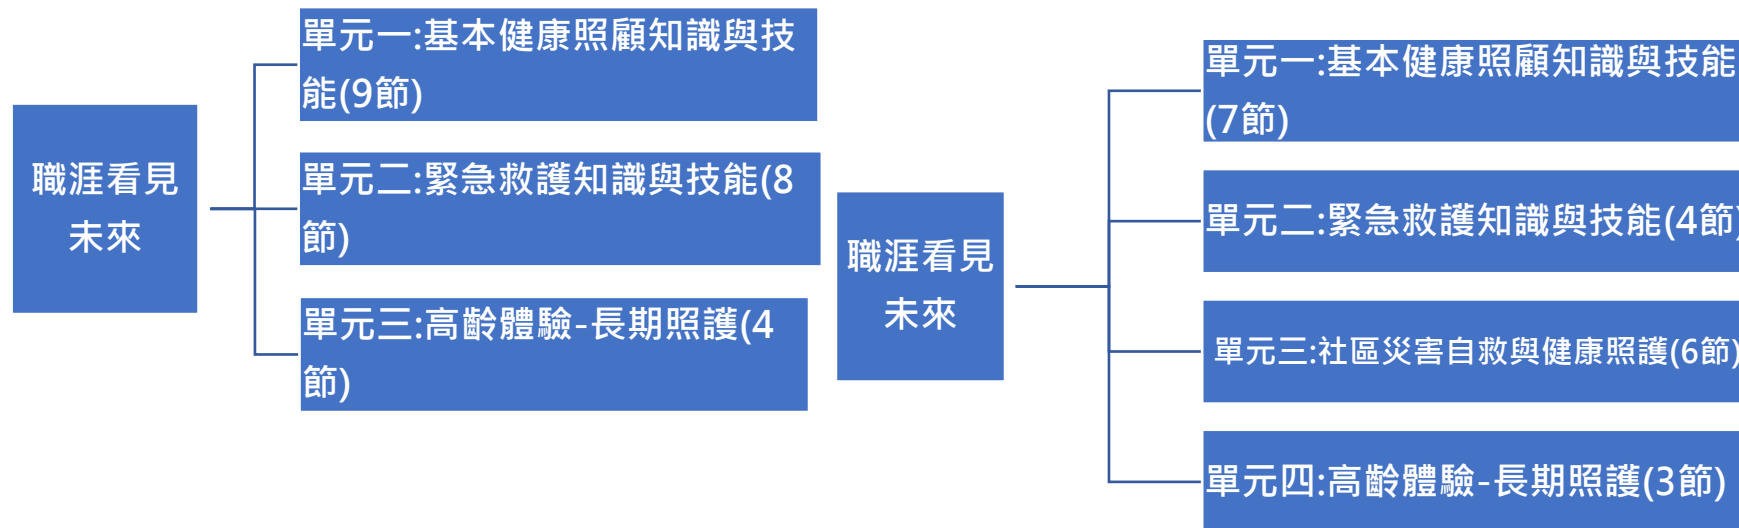 職涯看見
未來
單元一:基本健康照顧知識與技
能(9節)
單元二:緊急救護知識與技能(8
節)
單元三:高齡體驗-長期照護(4
節)
職涯看見
未來
單元一:基本健康照顧知識與技能
(7節)
單元二:緊急救護知識與技能(4節)
單元三:社區災害自救與健康照護(6節)
單元四:高齡體驗-長期照護(3節)